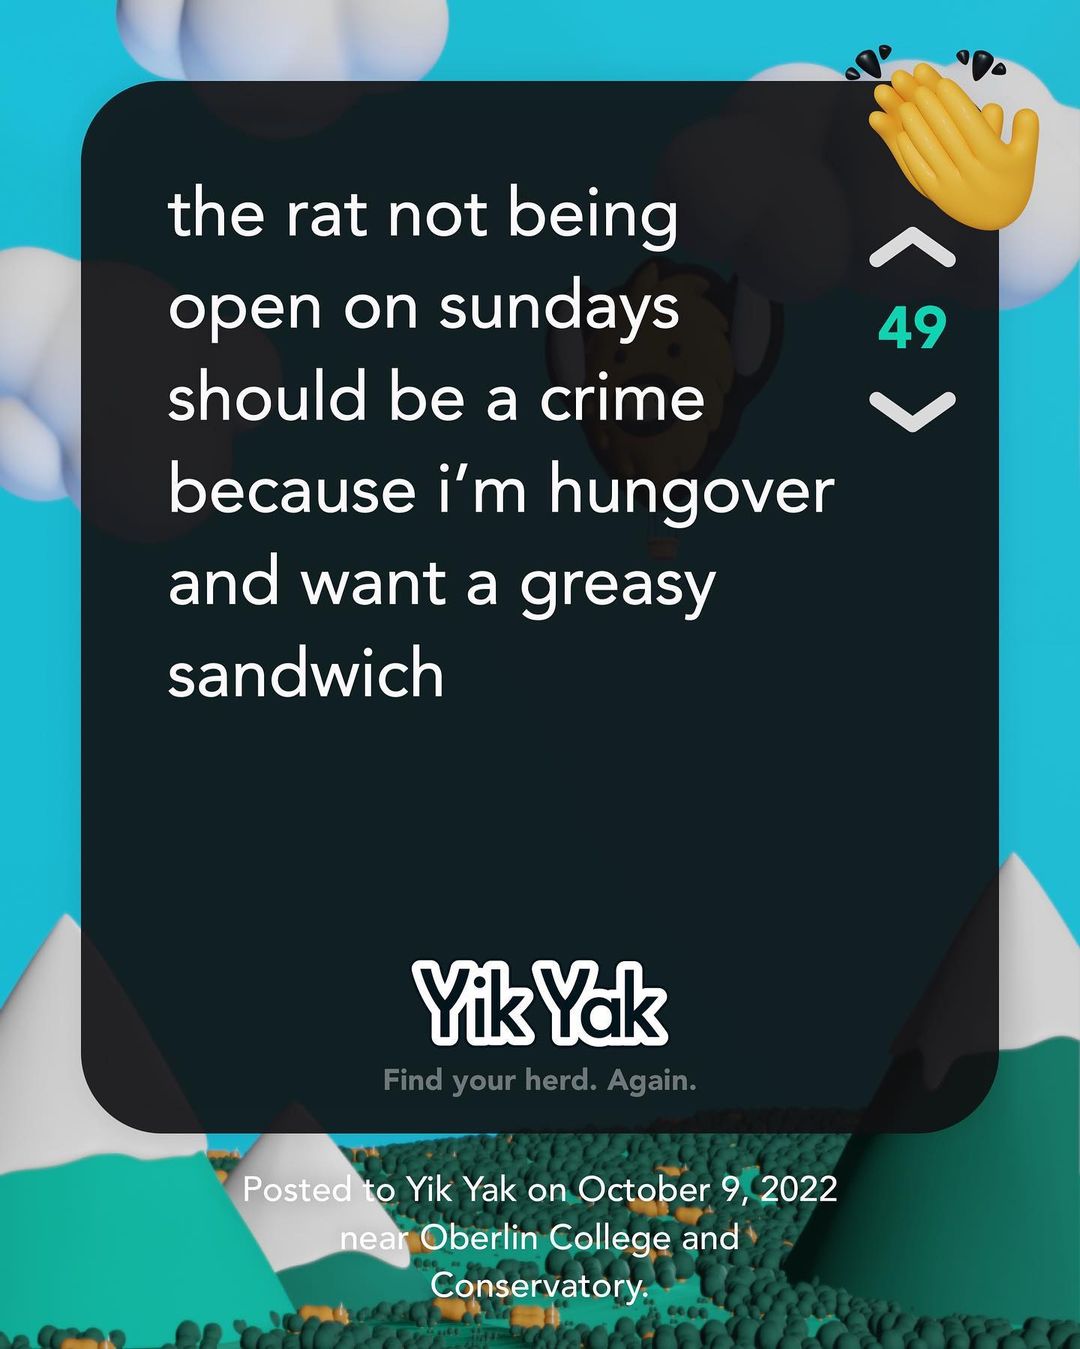 the rat not being
open on sundays
should be a crime
because i’m hungover
and want a greasy
sandwich
49
Yik Yak
Find your herd. Again.
Posted to Yik Yak on October 9, 2022
near Oberlin College and
Conservatory.